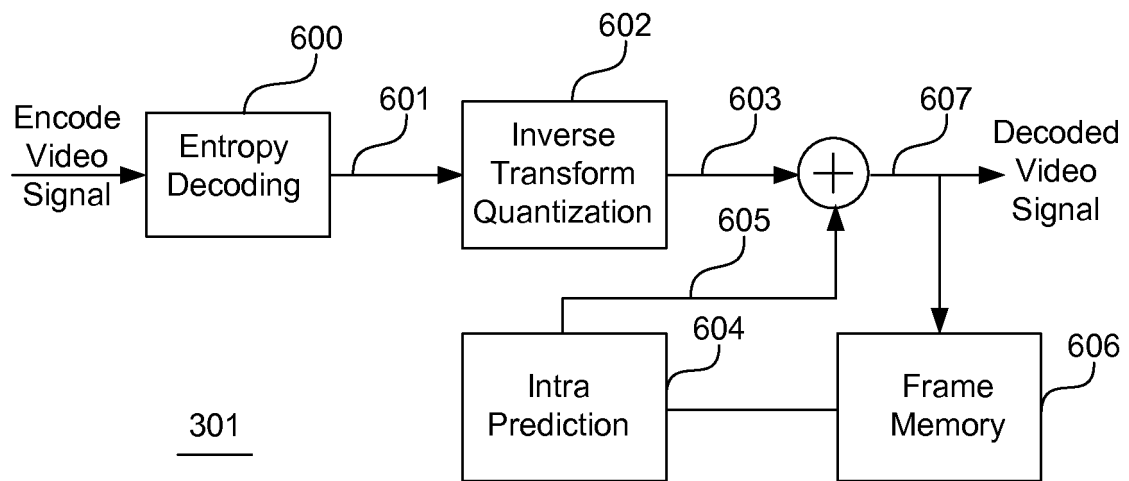 600
602
601
603
607
Encode
Video
Signal
Entropy
Decoding
Inverse
Transform
Quantization
+
Decoded
Video
Signal
605
604
606
Intra
Prediction
Frame
Memory
301